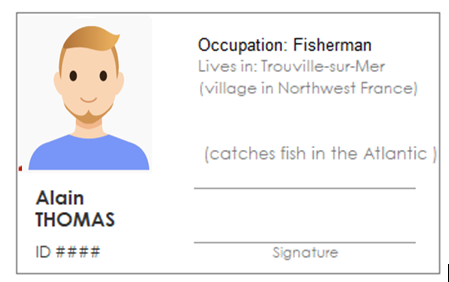 Occupation: Fisherman
Lives in: Trouville-sur-Mer
(village in Northwest France)
(catches fish in the Atlantic )
Alain
THOMAS
ID ####
Signature